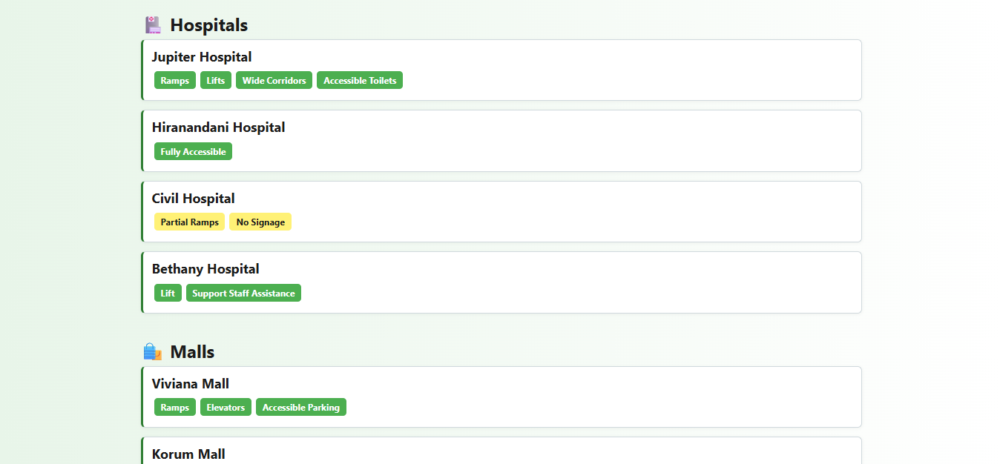 Hospitals
Jupiter Hospital
Ramps Lifts Wide Corridors Accessible Toilets
Hiranandani Hospital
Fully Accessible
Civil Hospital
Partial Ramps No Signage
Bethany Hospital
Lift Support Staff Assistance
Malls
Viviana Mall
Ramps Elevators Accessible Parking
Korum Mall